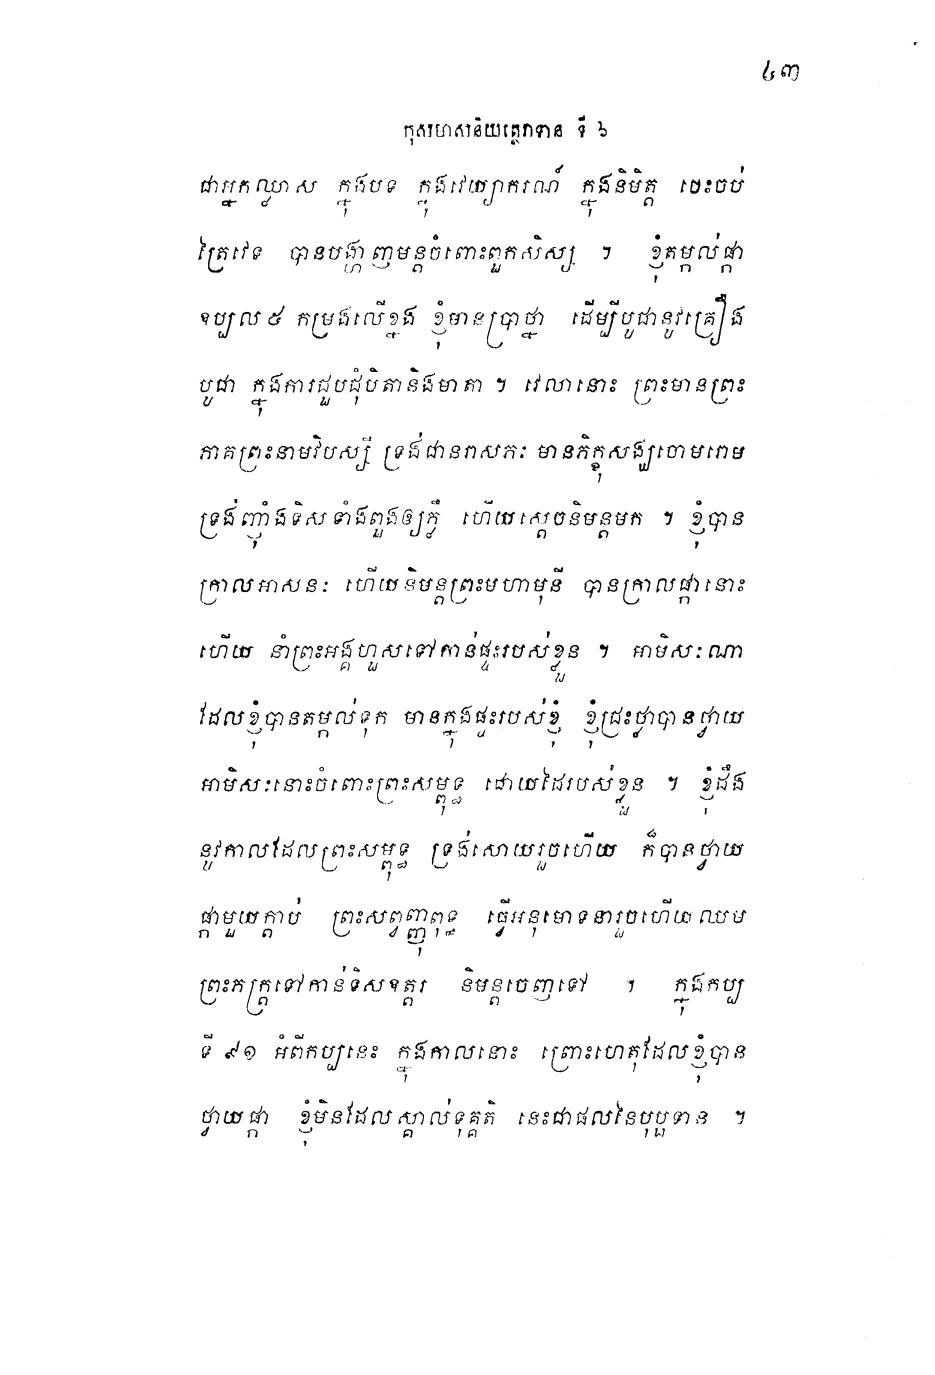 ៤៣
កុសុមាសនិយត្ថេរាទាន ទី ៦
ជាអ្នកឈ្លាស ក្នុងបទ ក្នុងវេយ្យាករណ៍ ក្នុងនិមិត្ត ចេះចប់
ត្រៃវេទ បានបង្ហាញមន្តចំពោះពួកសិស្ស ។ ខ្ញុំតម្កល់ផ្កា
ឧប្បល ៥ កម្រងលើខ្នង ខ្ញុំមានប្រាថ្នា ដើម្បីបូជានូវគ្រឿង
បូជា ក្នុងការជួបជុំបិតានិងមាតា ។ វេលានោះ ព្រះមានព្រះ
ភាគព្រះនាមវិបស្សី ទ្រង់ជានរាសភៈ មានភិក្ខុសង្ឃចោមរោម
ទ្រង់ញ៉ាំងទិសទាំងពួងឲ្យភ្លឺ ហើយស្តេចនិមន្តមក ។ ខ្ញុំបាន
ក្រាលអាសនៈ ហើយនិមន្តព្រះមហាមុនី បានក្រាលផ្កានោះ
ហើយ នាំព្រះអង្គហួសទៅកាន់ផ្ទះរបស់ខ្លួន ។ អាមិសៈណា
ដែលខ្ញុំបានតម្កល់ទុក មានក្នុងផ្ទះរបស់ខ្ញុំ ខ្ញុំជ្រះថ្លាបានថ្វាយ
អាមិសៈនោះចំពោះព្រះសម្ពុទ្ធ ដោយដៃរបស់ខ្លួន ។ ខ្ញុំដឹង
នូវកាលដែលព្រះសម្ពុទ្ធ ទ្រង់សោយរួចហើយ ក៏បានថ្វាយ
ផ្កាមួយក្តាប់ ព្រះសព្វញ្ញុពុទ្ធ ធ្វើអនុមោទនារួចហើយ ឈម
ព្រះភក្ត្រទៅកាន់ទិសឧត្តរ និមន្តចេញទៅ ។ ក្នុងកប្ប
ទី ៩១ អំពីកប្បនេះ ក្នុងកាលនោះ ព្រោះហេតុដែលខ្ញុំបាន
ថ្វាយផ្កា ខ្ញុំមិនដែលស្គាល់ទុគ្គតិ នេះជាផលនៃបុប្ផទាន ។